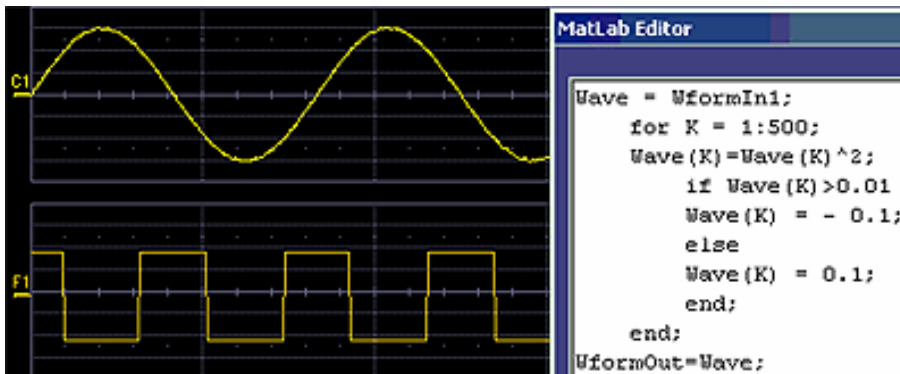 C1
F1
MatLab Editor
Wave = WformIn1;
for K = 1:500;
Wave(K)=Wave(K)^2;
if Wave(K)>0.01
Wave(K) = - 0.1;
else
Wave(K) = 0.1;
end;
end;
WformOut=Wave;